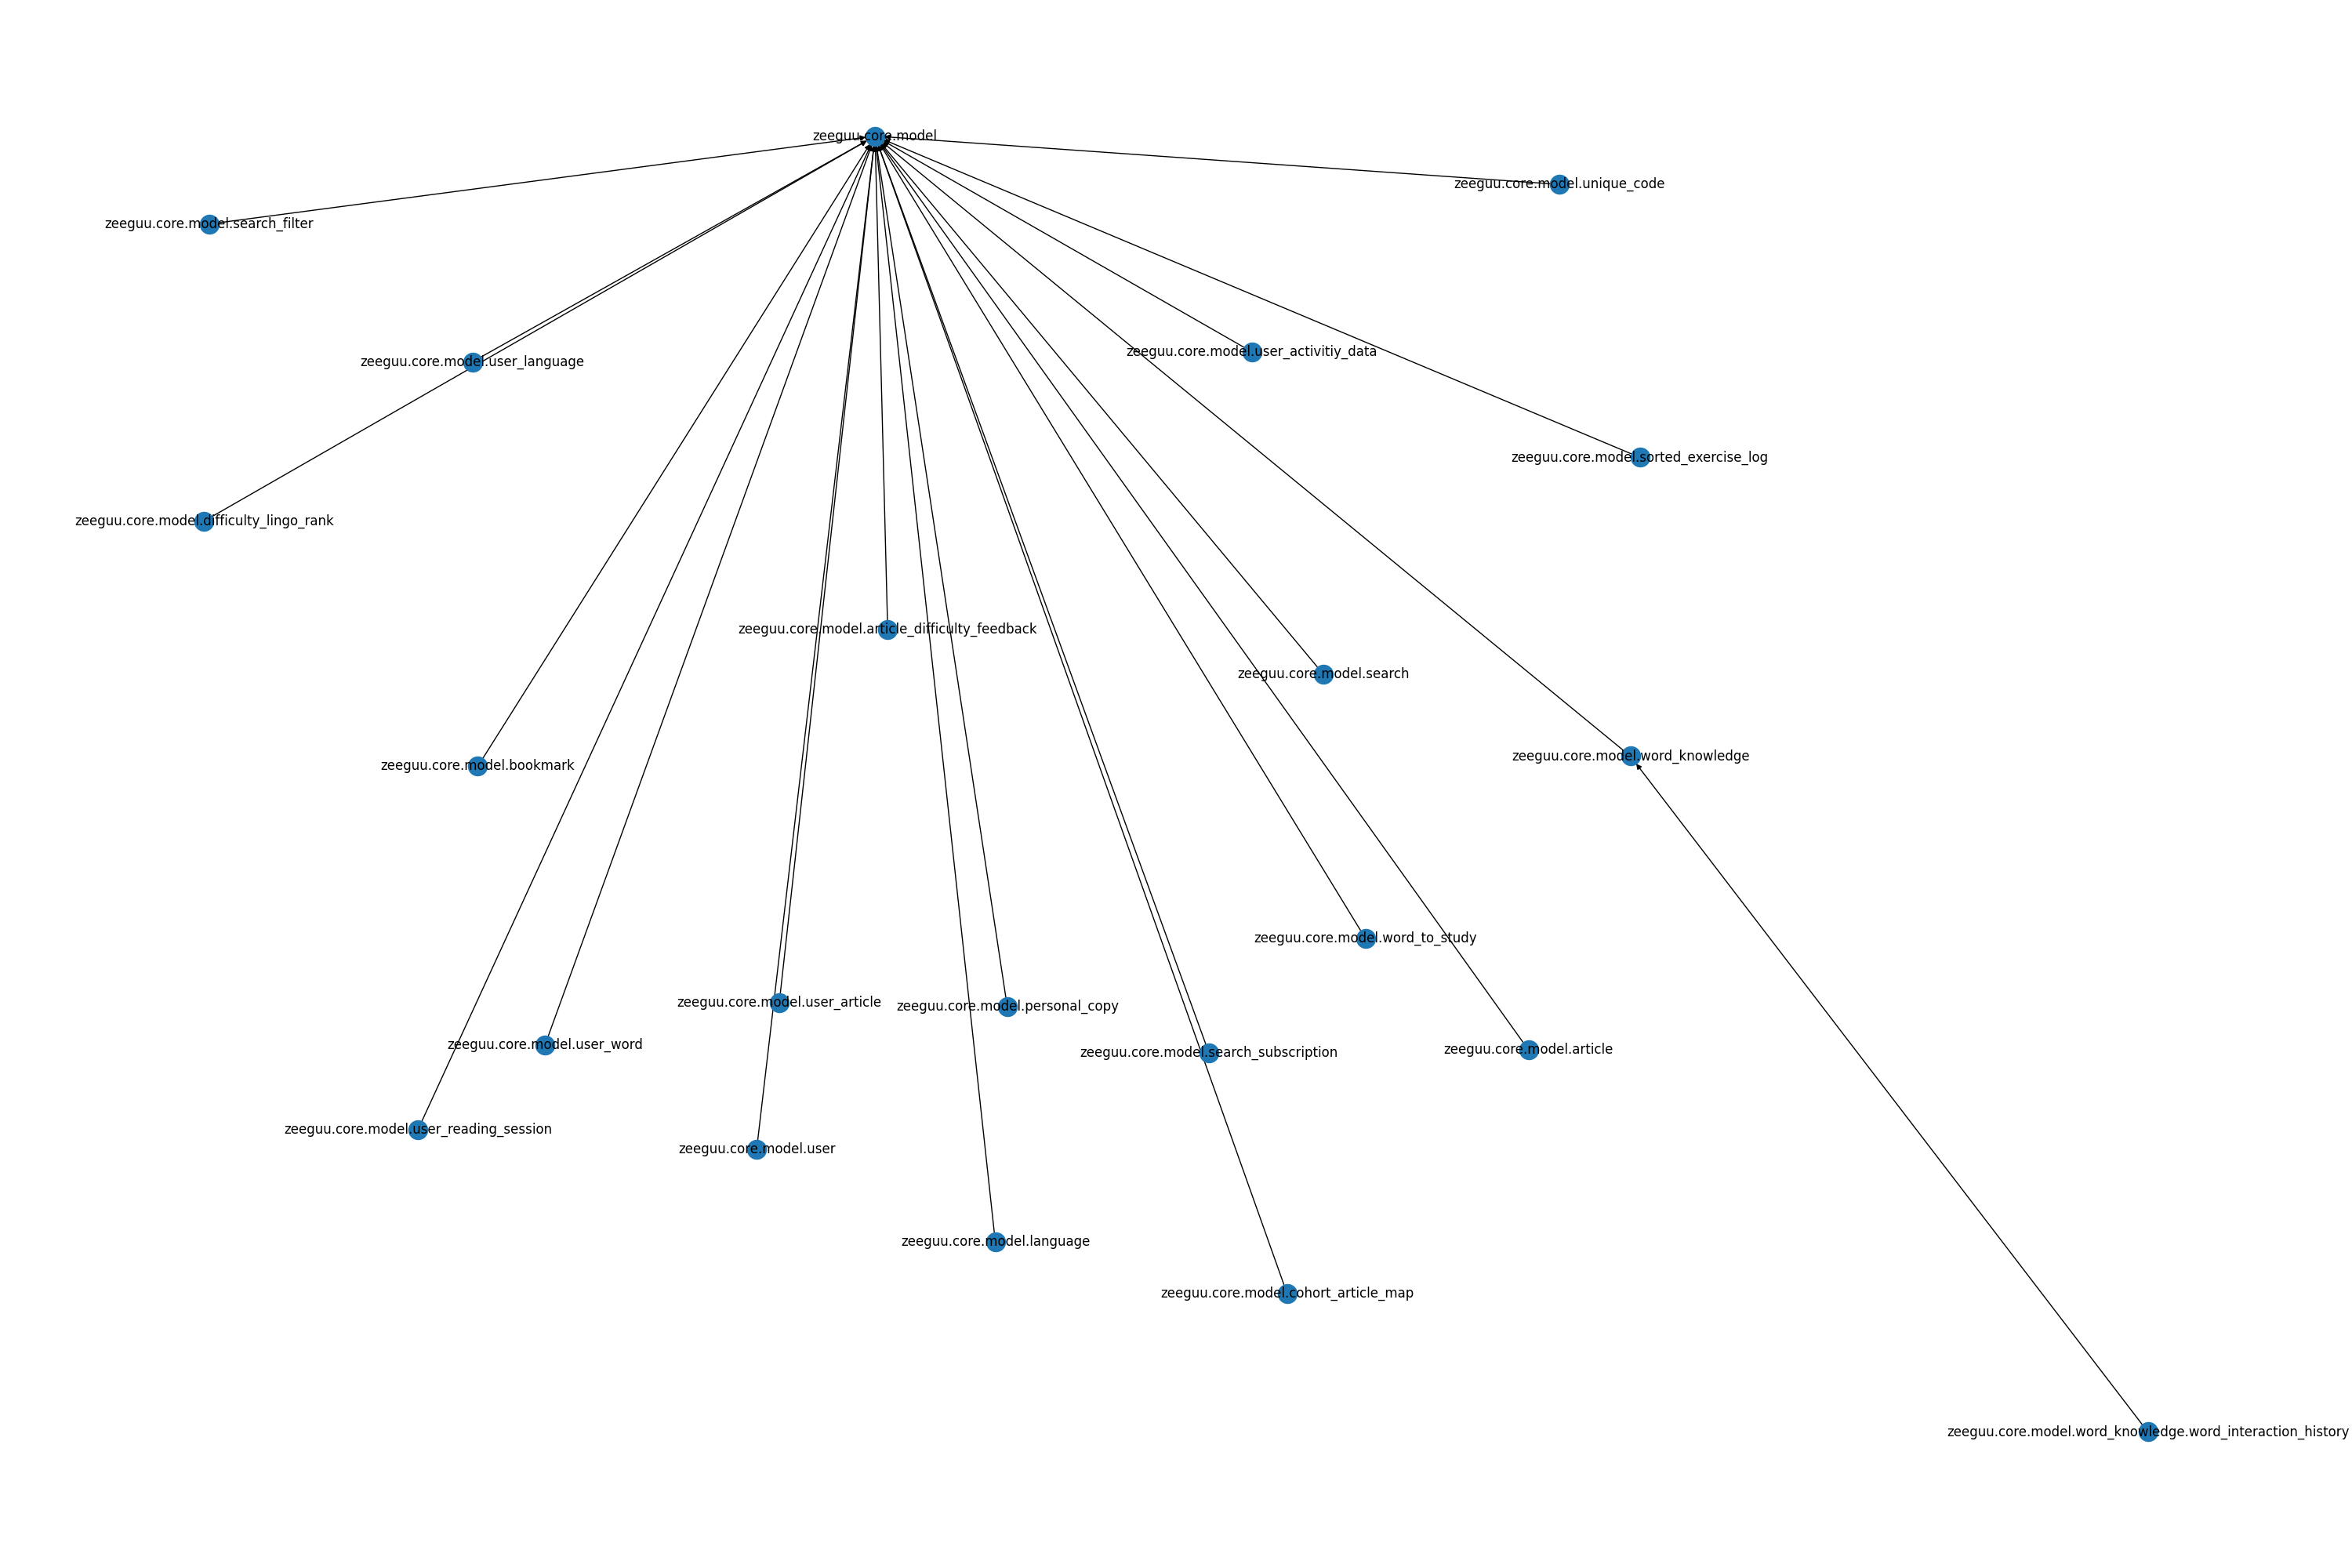 zeeguu.core.model
zeeguu.core.model.unique_code
zeeguu.core.model.search_filter
zeeguu.core.model.user_activitiy_data
zeeguu.core.model.user_language
zeeguu.core.model.sorted_exercise_log
zeeguu.core.model.difficulty_lingo_rank
zeeguu.core.model.article_difficulty_feedback
zeeguu.core.model.search
zeeguu.core.model.word_knowledge
zeeguu.core.model.bookmark
zeeguu.core.model.word_to_study
zeeguu.core.model.user_article
zeeguu.core.model.personal_copy
zeeguu.core.model.user_word
zeeguu.core.model.article
zeeguu.core.model.search_subscription
zeeguu.core.model.user_reading_session
zeeguu.core.model.user
zeeguu.core.model.language
zeeguu.core.model.cohort_article_map
zeeguu.core.model.word_knowledge.word_interaction_history